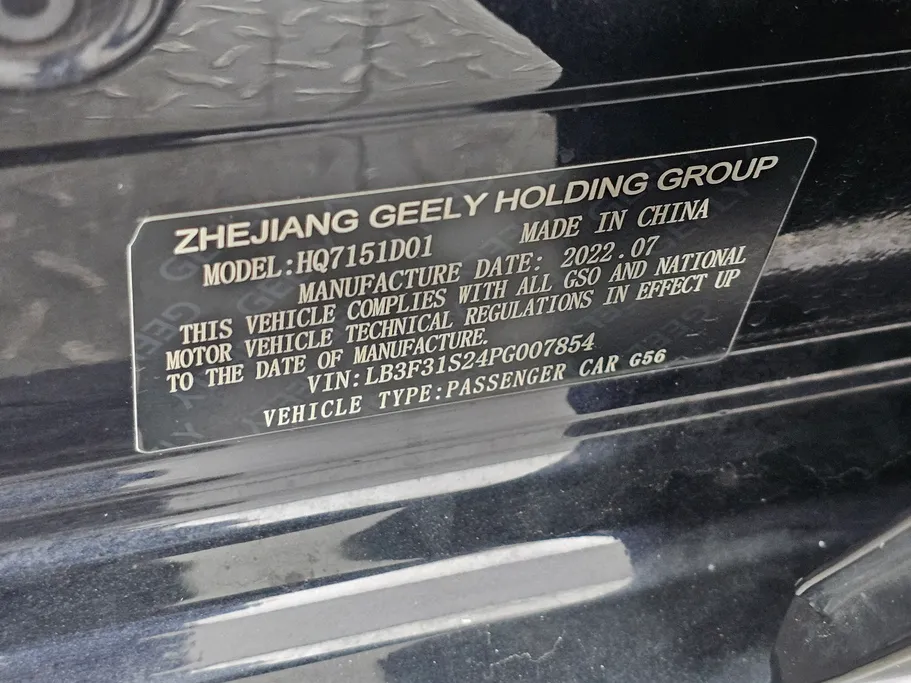 ZHEJIANG GEELY HOLDING GROUP
MODEL:HQ7151D01 MADE IN CHINA
MANUFACTURE DATE: 2022.07
THIS VEHICLE COMPLIES WITH ALL GSO AND NATIONAL
MOTOR VEHICLE TECHNICAL REGULATIONS IN EFFECT UP
TO THE DATE OF MANUFACTURE.
VIN:LB3F31S24PG007854
VEHICLE TYPE:PASSENGER CAR G56